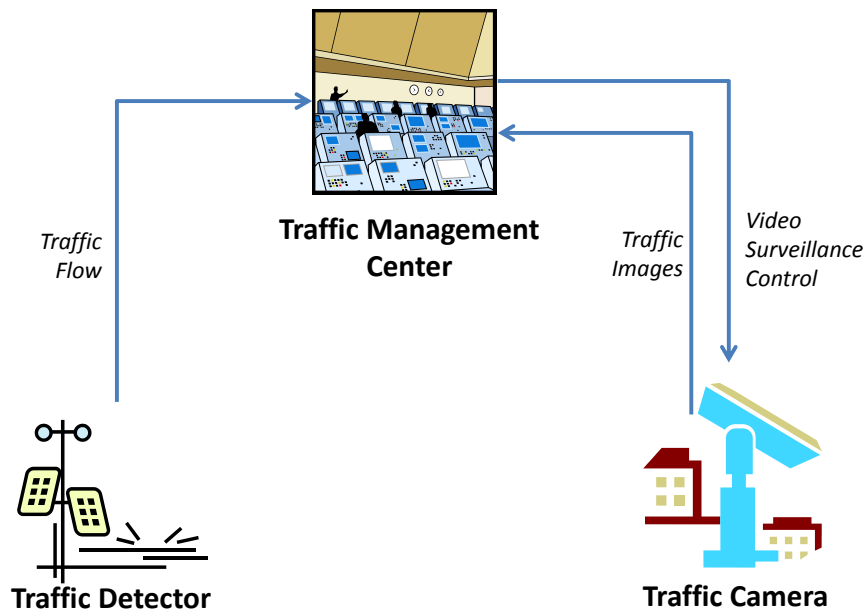 Traffic Management
Center
Traffic
Flow
Traffic
Images
Video
Surveillance
Control
Traffic Detector
Traffic Camera